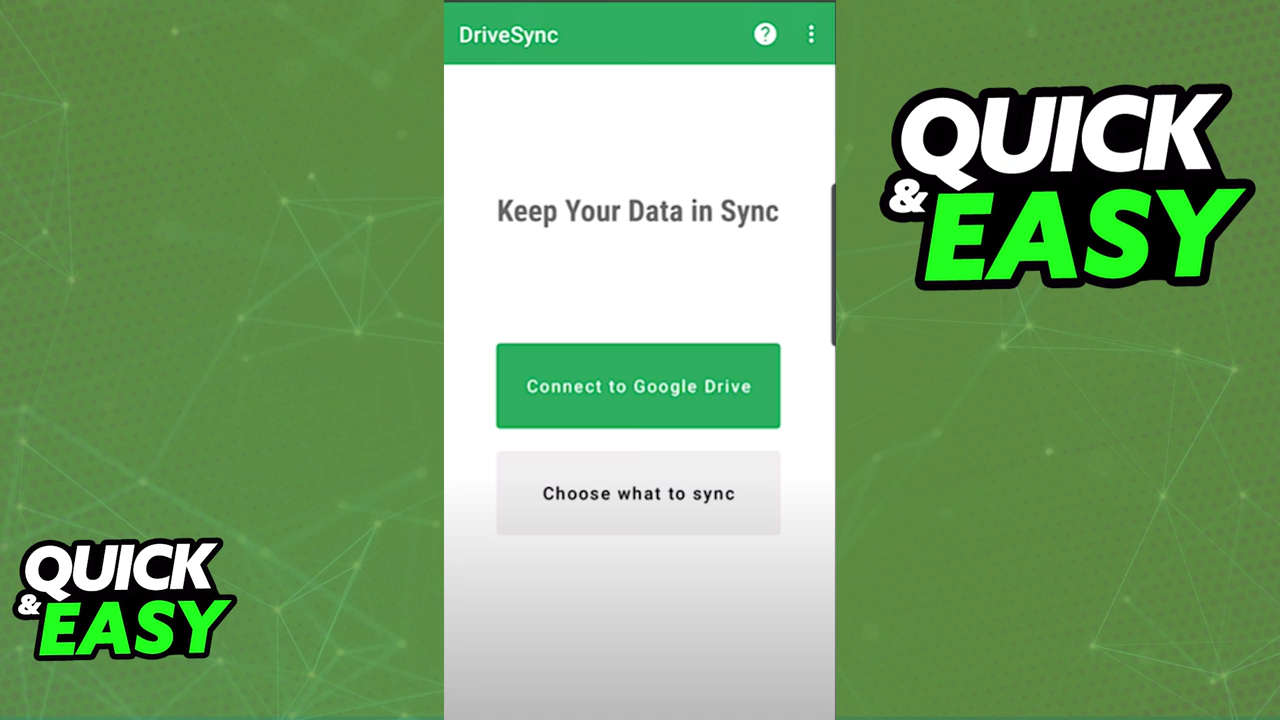 DriveSync
Keep Your Data in Sync
Connect to Google Drive
Choose what to sync
QUICK
& EASY
QUICK
& EASY